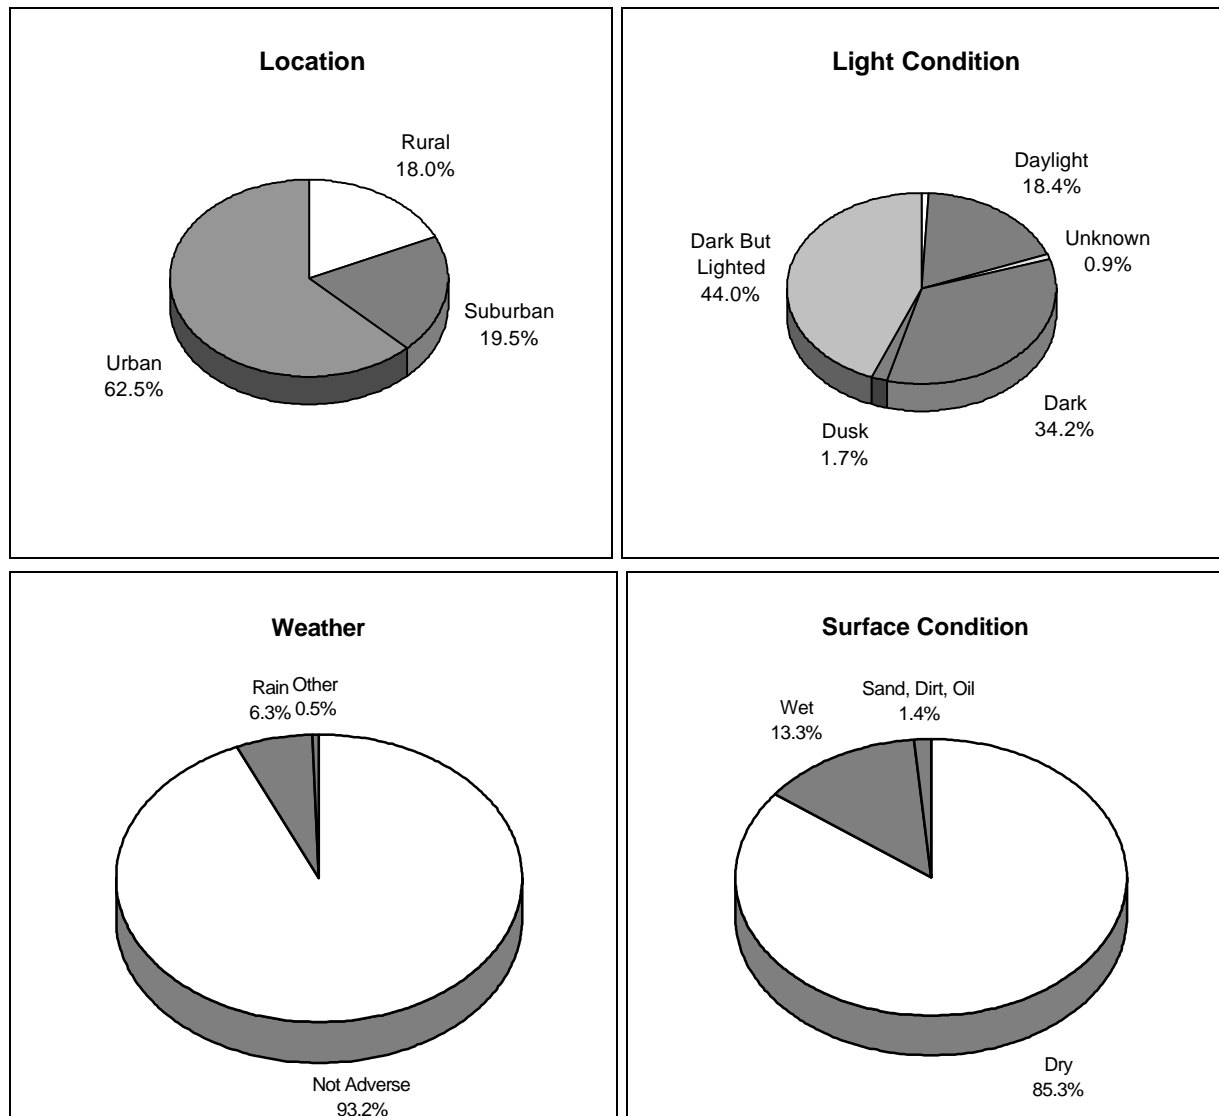 Location
Rural
18.0%
Suburban
19.5%
Urban
62.5%
Light Condition
Daylight
18.4%
Unknown
0.9%
Dark But
Lighted
44.0%
Dark
34.2%
Dusk
1.7%
Weather
Rain
6.3%
Other
0.5%
Not Adverse
93.2%
Surface Condition
Wet
13.3%
Sand, Dirt, Oil
1.4%
Dry
85.3%